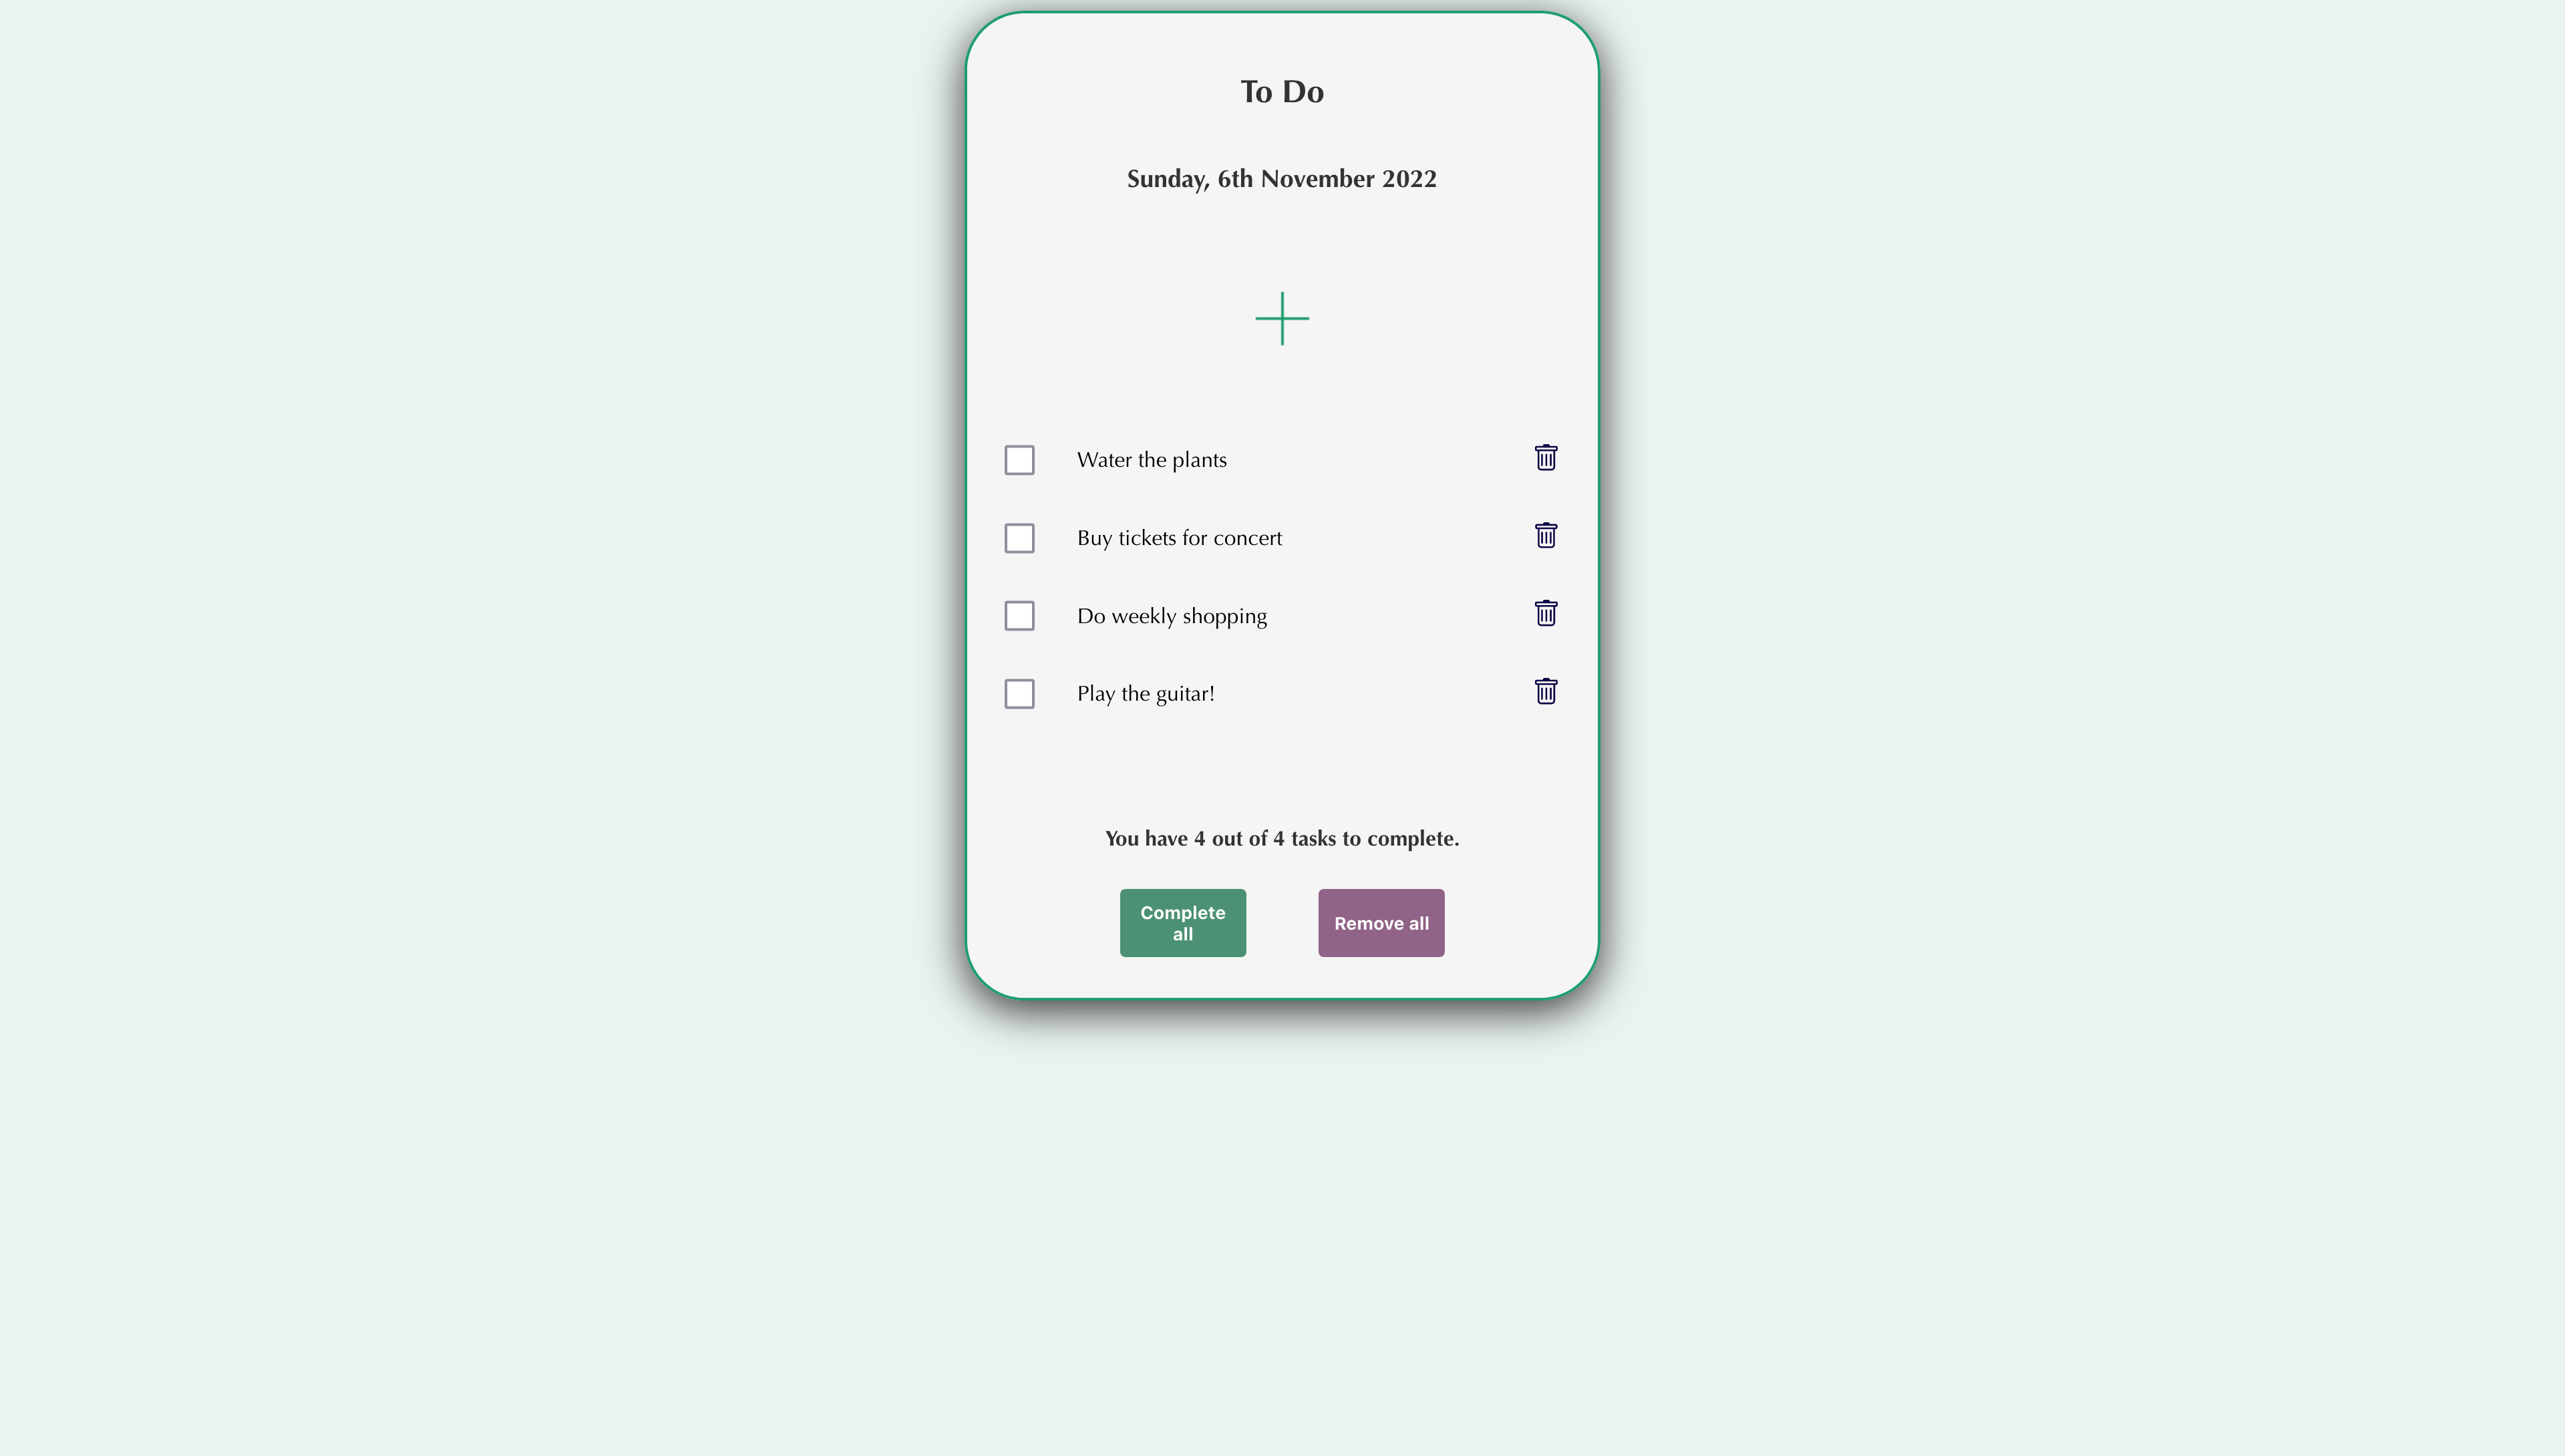 To Do
Sunday, 6th November 2022
Water the plants
Buy tickets for concert
Do weekly shopping
Play the guitar!
You have 4 out of 4 tasks to complete.
Complete
all
Remove all